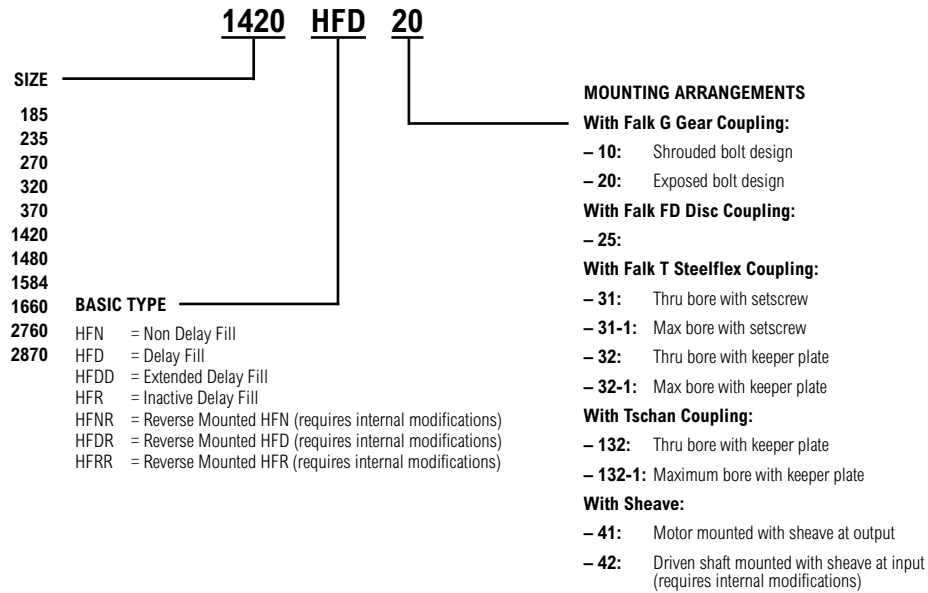 1420 HFD 20
SIZE
185
235
270
320
370
1420
1480
1584
1660
2760
2870
BASIC TYPE
HFN = Non Delay Fill
HFD = Delay Fill
HFDD = Extended Delay Fill
HFR = Inactive Delay Fill
HFNR = Reverse Mounted HFN (requires internal modifications)
HFDR = Reverse Mounted HFD (requires internal modifications)
HFRR = Reverse Mounted HFR (requires internal modifications)
MOUNTING ARRANGEMENTS
With Falk G Gear Coupling:
– 10: Shrouded bolt design
– 20: Exposed bolt design
With Falk FD Disc Coupling:
– 25:
With Falk T Steelflex Coupling:
– 31: Thru bore with setscrew
– 31-1: Max bore with setscrew
– 32: Thru bore with keeper plate
– 32-1: Max bore with keeper plate
With Tschan Coupling:
– 132: Thru bore with keeper plate
– 132-1: Maximum bore with keeper plate
With Sheave:
– 41: Motor mounted with sheave at output
– 42: Driven shaft mounted with sheave at input
(requires internal modifications)